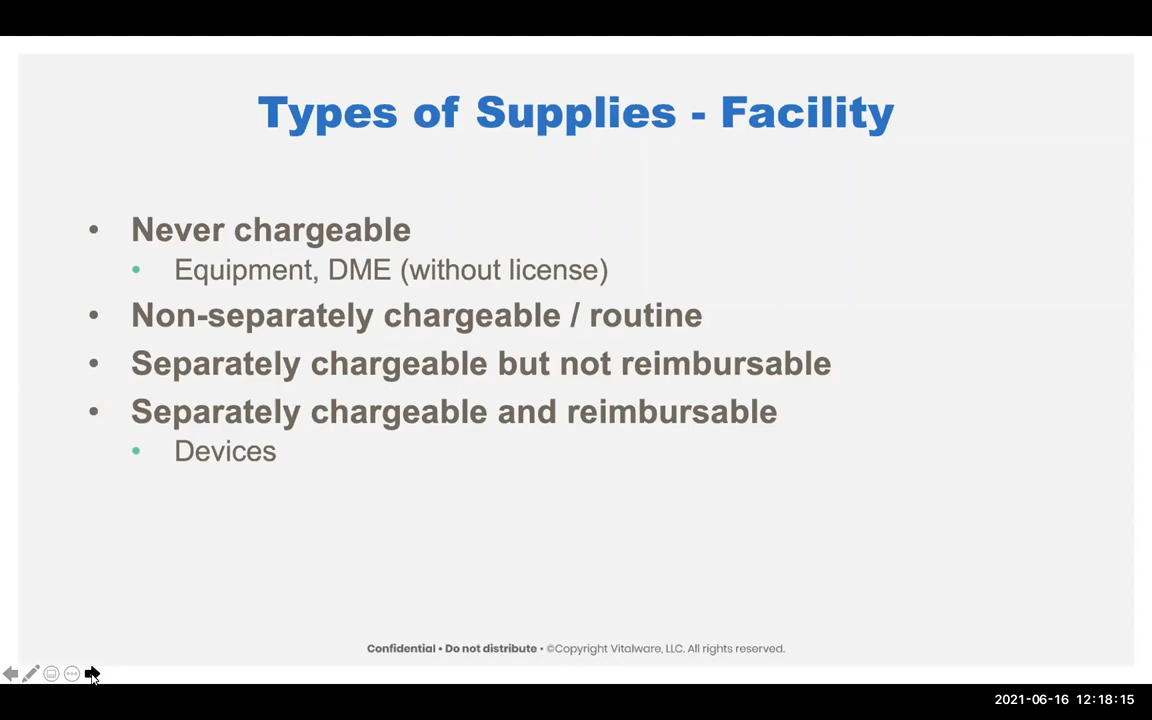 Types of Supplies - Facility
• Never chargeable
• Equipment, DME (without license)
• Non-separately chargeable / routine
• Separately chargeable but not reimbursable
• Separately chargeable and reimbursable
• Devices
Confidential • Do not distribute • ©Copyright Vitalware, LLC. All rights reserved.
2021-06-16 12:18:15